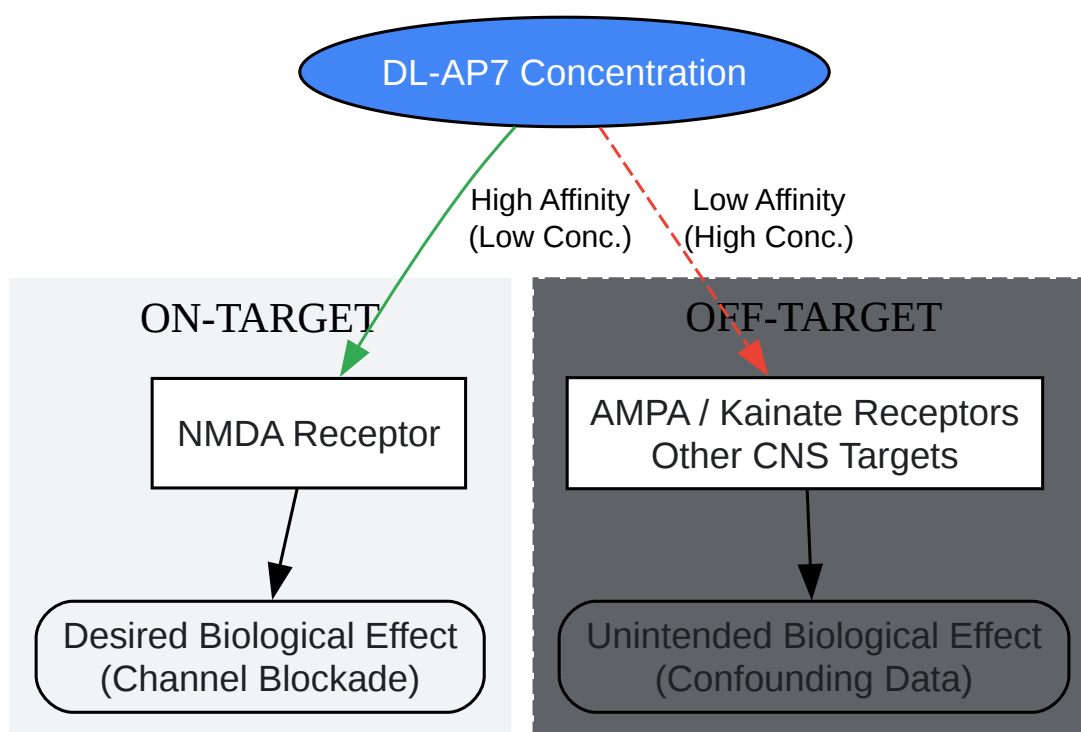 DL-AP7 Concentration
High Affinity
(Low Conc.)
Low Affinity
(High Conc.)
ON-TARGET
OFF-TARGET
NMDA Receptor
AMPA / Kainate Receptors
Other CNS Targets
Desired Biological Effect
(Channel Blockade)
Unintended Biological Effect
(Confounding Data)